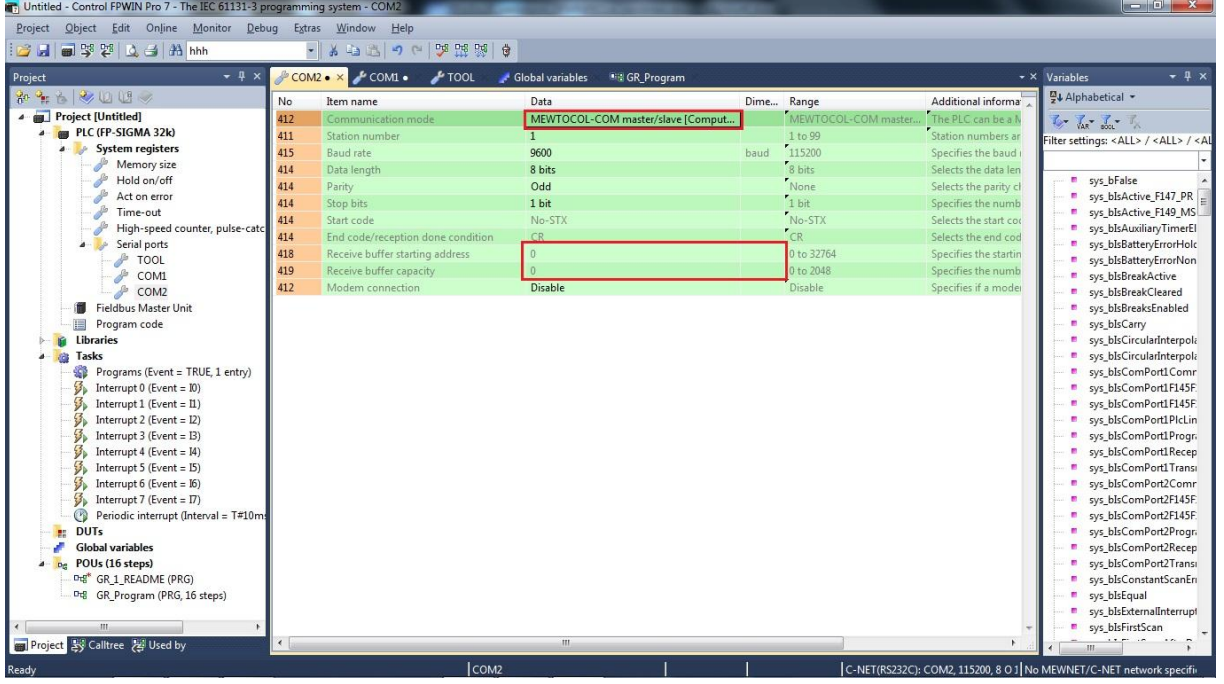 Untitled - Control FPWIN Pro 7 - The IEC 61131-3 programming system - COM2
Project Object Edit Online Monitor Debug Extras Window Help
hhh
Project
Project [Untitled]
PLC (FP-SIGMA 32k)
System registers
Memory size
Hold on/off
Act on error
Time-out
High-speed counter, pulse-catc
Serial ports
TOOL
COM1
COM2
Fieldbus Master Unit
Program code
Libraries
Tasks
Programs (Event = TRUE, 1 entry)
Interrupt 0 (Event = I0)
Interrupt 1 (Event = I1)
Interrupt 2 (Event = I2)
Interrupt 3 (Event = I3)
Interrupt 4 (Event = I4)
Interrupt 5 (Event = I5)
Interrupt 6 (Event = I6)
Interrupt 7 (Event = I7)
Periodic interrupt (Interval = T#10ms
DUTs
Global variables
POUs (16 steps)
GR_1_README (PRG)
GR_Program (PRG, 16 steps)
Project Calltree Used by
COM2 COM1 TOOL Global variables GR_Program
No Item name Data Dime... Range Additional informa
412 Communication mode MEWTOCOL-COM master/slave [Comput... MEWTOCOL-COM master... The PLC can be a M
411 Station number 1 1 to 99 Station numbers ar
415 Baud rate 9600 baud 115200 Specifies the baud r
414 Data length 8 bits 8 bits Selects the data len
414 Parity Odd None Selects the parity cl
414 Stop bits 1 bit 1 bit Specifies the numb
414 Start code No-STX No-STX Selects the start coc
414 End code/reception done condition CR CR Selects the end cod
418 Receive buffer starting address 0 0 to 32764 Specifies the startin
419 Receive buffer capacity 0 0 to 2048 Specifies the numb
412 Modem connection Disable Disable Specifies if a moder
Variables
Alphabetical
Filter settings: <ALL> / <ALL> / <AL
sys_bFalse
sys_bIsActive_F147_PR
sys_bIsActive_F149_MS
sys_bIsAuxiliaryTimerEl
sys_bIsBatteryErrorHolc
sys_bIsBatteryErrorNon
sys_bIsBreakActive
sys_bIsBreakCleared
sys_bIsBreaksEnabled
sys_bIsCarry
sys_bIsCircularInterpola
sys_bIsCircularInterpola
sys_bIsComPort1Comr
sys_bIsComPort1F145F
sys_bIsComPort1F145F
sys_bIsComPort1PlcLin
sys_bIsComPort1Progr
sys_bIsComPort1Recep
sys_bIsComPort1Transı
sys_bIsComPort2Comr
sys_bIsComPort2F145F
sys_bIsComPort2F145F
sys_bIsComPort2Progr
sys_bIsComPort2Recep
sys_bIsComPort2Transı
sys_bIsConstantScanErı
sys_bIsEqual
sys_bIsExternalInterrupt
sys_bIsFirstScan
Ready COM2 C-NET(RS232C): COM2, 115200, 8 O 1 No MEWNET/C-NET network specifi